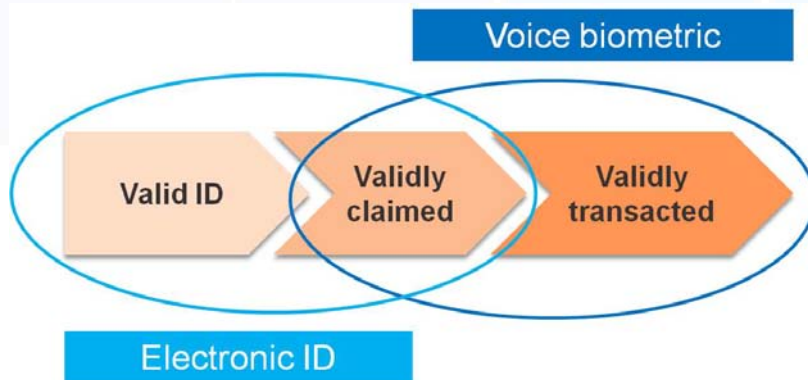 Voice biometric
Valid ID
Validly
claimed
Validly
transacted
Electronic ID